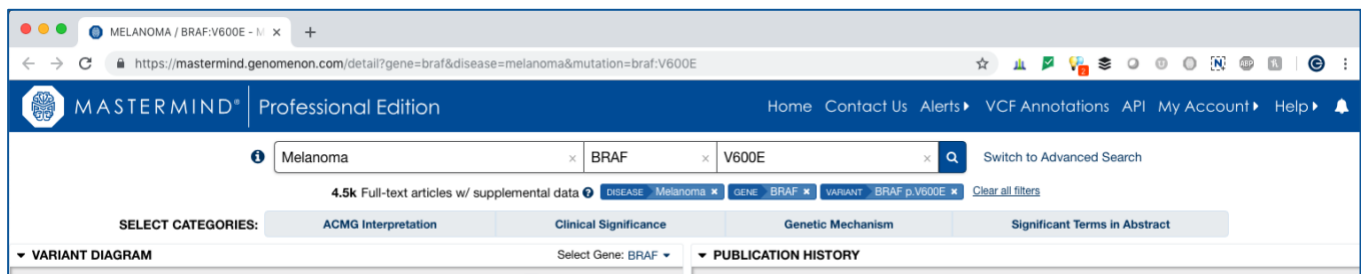 MELANOMA / BRAF:V600E - M × +
https://mastermind.genomenon.com/detail?gene=braf&disease=melanoma&mutation=braf:V600E
MASTERMIND® Professional Edition Home Contact Us Alerts VCF Annotations API My Account Help
Melanoma × BRAF × V600E × Switch to Advanced Search
4.5k Full-text articles w/ supplemental data ? DISEASE Melanoma × GENE BRAF × VARIANT BRAF p.V600E × Clear all filters
SELECT CATEGORIES: ACMG Interpretation Clinical Significance Genetic Mechanism Significant Terms in Abstract
VARIANT DIAGRAM Select Gene: BRAF PUBLICATION HISTORY